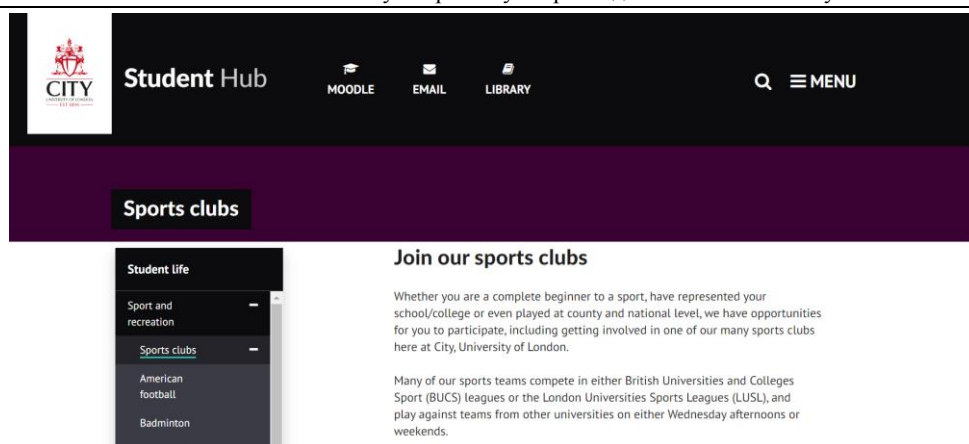 CITY
UNIVERSITY OF LONDON
EST 1894
Student Hub
MOODLE
EMAIL
LIBRARY
MENU
Sports clubs
Student life
Sport and
recreation
Sports clubs
American
football
Badminton
Join our sports clubs
Whether you are a complete beginner to a sport, have represented your
school/college or even played at county and national level, we have opportunities
for you to participate, including getting involved in one of our many sports clubs
here at City, University of London.
Many of our sports teams compete in either British Universities and Colleges
Sport (BUCS) leagues or the London Universities Sports Leagues (LUSL), and
play against teams from other universities on either Wednesday afternoons or
weekends.